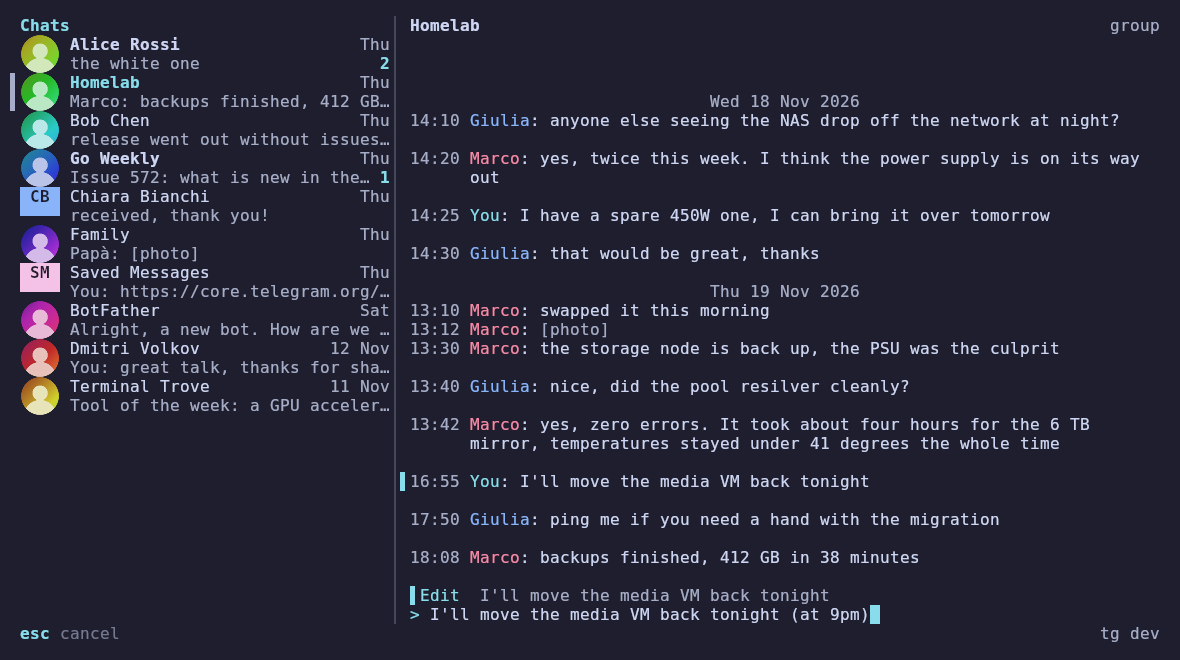 Chats
Alice Rossi Thu
the white one 2
Homelab Thu
Marco: backups finished, 412 GB…
Bob Chen Thu
release went out without issues…
Go Weekly Thu
Issue 572: what is new in the… 1
CB Chiara Bianchi Thu
received, thank you!
Family Thu
Papà: [photo]
SM Saved Messages Thu
You: https://core.telegram.org/…
BotFather Sat
Alright, a new bot. How are we …
Dmitri Volkov 12 Nov
You: great talk, thanks for sha…
Terminal Trove 11 Nov
Tool of the week: a GPU acceler…
Homelab group
Wed 18 Nov 2026
14:10 Giulia: anyone else seeing the NAS drop off the network at night?
14:20 Marco: yes, twice this week. I think the power supply is on its way
out
14:25 You: I have a spare 450W one, I can bring it over tomorrow
14:30 Giulia: that would be great, thanks
Thu 19 Nov 2026
13:10 Marco: swapped it this morning
13:12 Marco: [photo]
13:30 Marco: the storage node is back up, the PSU was the culprit
13:40 Giulia: nice, did the pool resilver cleanly?
13:42 Marco: yes, zero errors. It took about four hours for the 6 TB
mirror, temperatures stayed under 41 degrees the whole time
16:55 You: I'll move the media VM back tonight
17:50 Giulia: ping me if you need a hand with the migration
18:08 Marco: backups finished, 412 GB in 38 minutes
Edit I'll move the media VM back tonight
> I'll move the media VM back tonight (at 9pm)
esc cancel tg dev